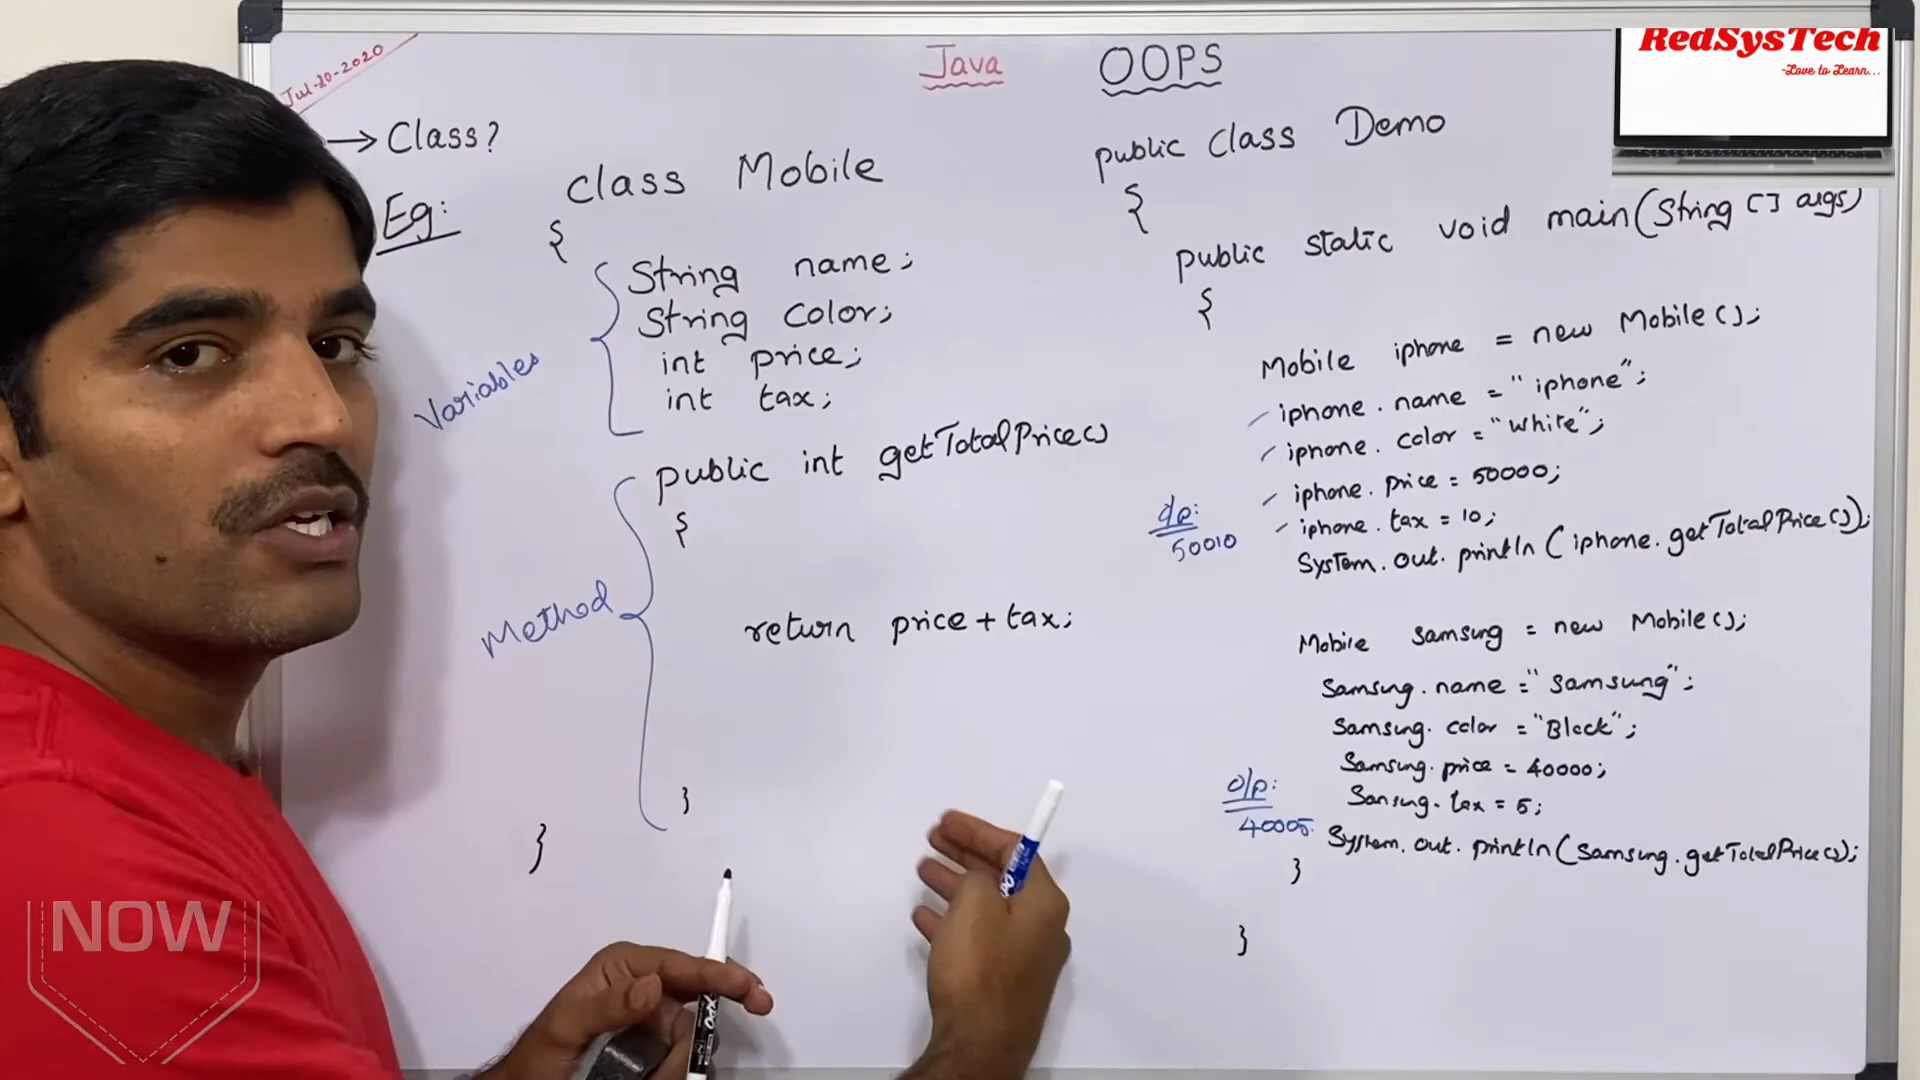 Jul-20-2020
Java OOPS
RedSysTech
-Love to Learn...
→ Class?
Eg:
class Mobile
{
String name;
String color;
int price;
int tax;
Variables
public int getTotalPrice()
{
return price + tax;
}
Method
}
public class Demo
{
public static void main(String [] args)
{
Mobile iphone = new Mobile();
iphone. name = "iphone";
iphone. color = "white";
iphone. price = 50000;
iphone. tax = 10;
System. out. println (iphone. getTotalPrice());
o/p:
50010
Mobile samsung = new Mobile();
Samsung. name = "samsung";
Samsung. color = "Black";
Samsung. price = 40000;
Samsung. tax = 5;
System. out. println (Samsung. getTotalPrice());
o/p:
40005
}
}
NOW
EXPO